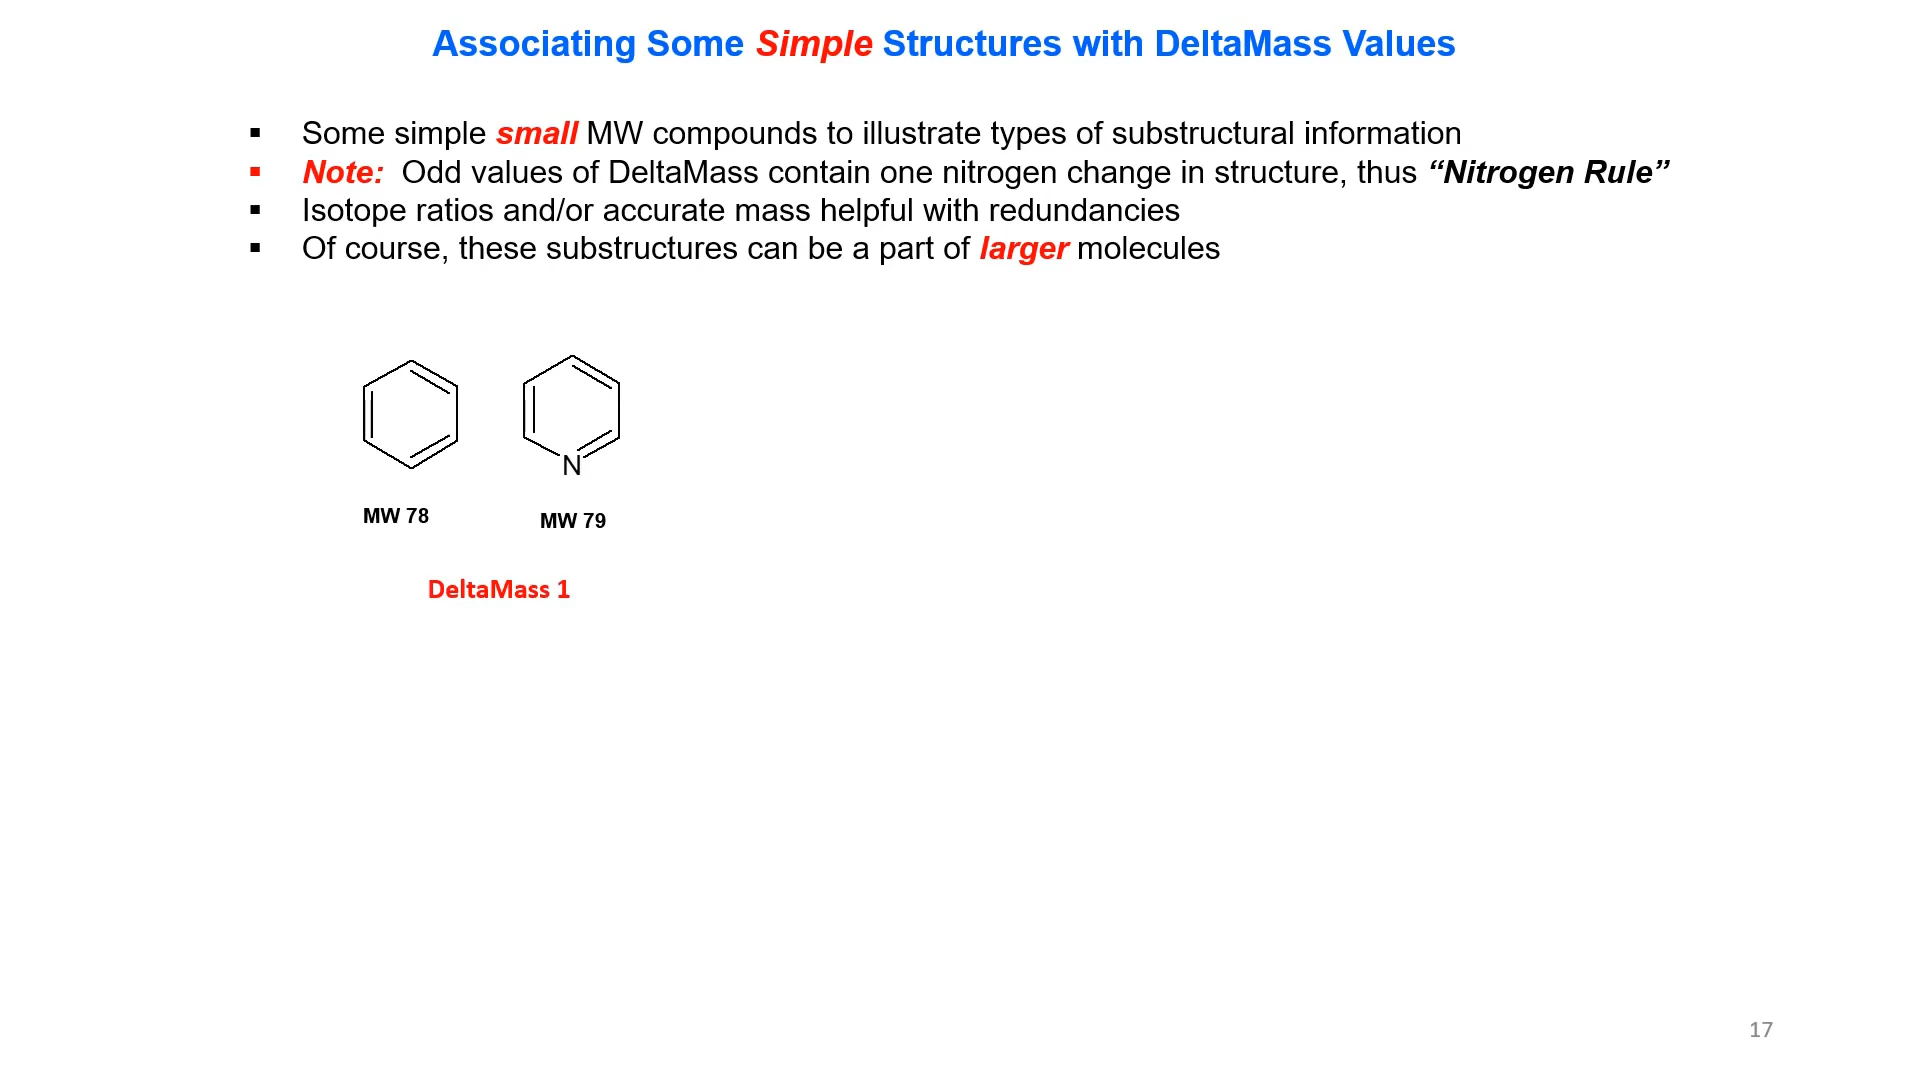 Associating Some Simple Structures with DeltaMass Values
▪ Some simple small MW compounds to illustrate types of substructural information
▪ Note: Odd values of DeltaMass contain one nitrogen change in structure, thus “Nitrogen Rule”
▪ Isotope ratios and/or accurate mass helpful with redundancies
▪ Of course, these substructures can be a part of larger molecules
N
MW 78
MW 79
DeltaMass 1
17